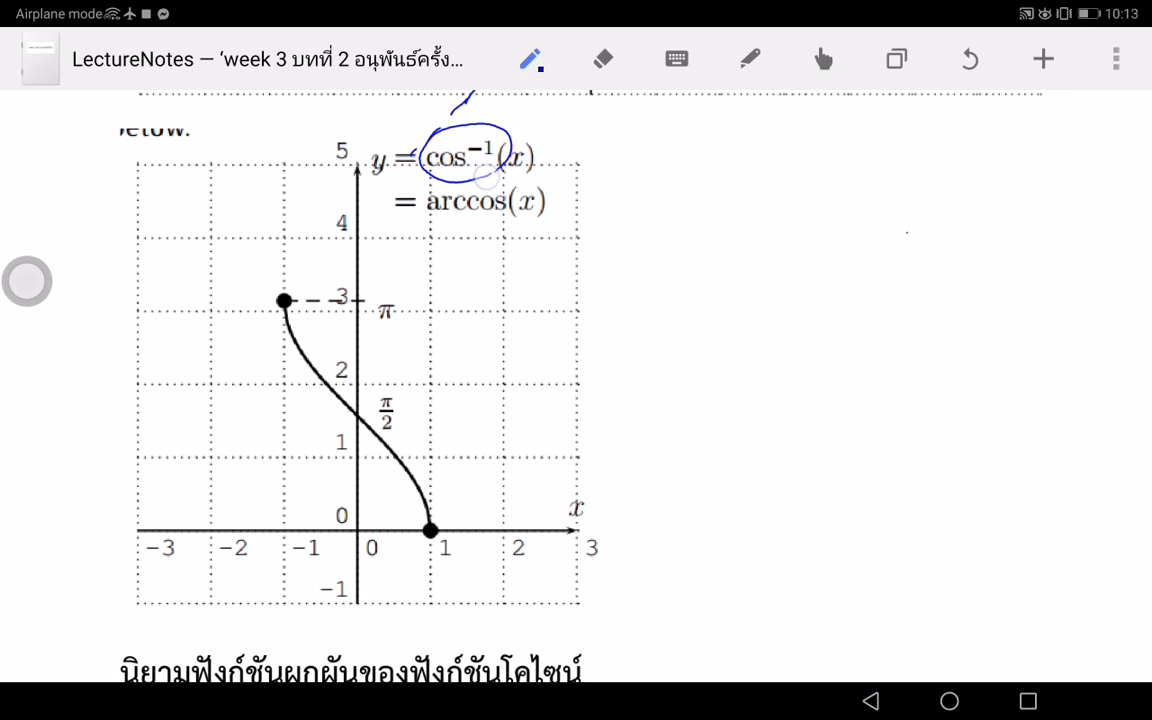 Airplane mode 10:13
LectureNotes — ‘week 3 บทที่ 2 อนุพันธ์ครั้ง...
y = cos⁻¹(x)
= arccos(x)
5
4
3
π
2
π/2
1
x
0
−3 −2 −1 0 1 2 3
−1
นิยามฟังก์ชันผกผันของฟังก์ชันโคไซน์